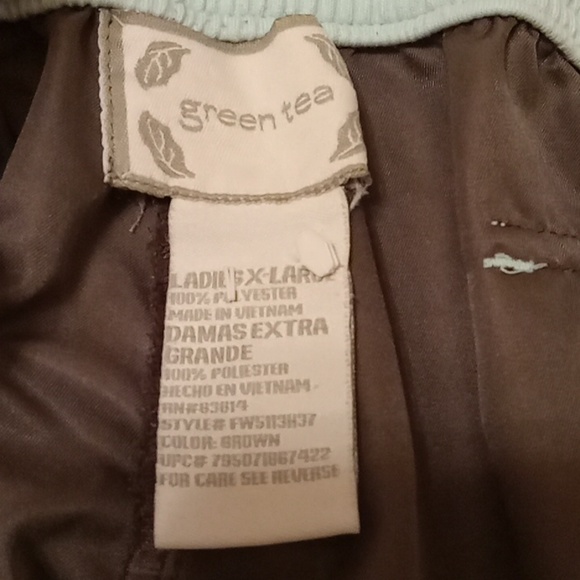 green tea
LADIES X-LARGE
100% POLYESTER
MADE IN VIETNAM
DAMAS EXTRA
GRANDE
100% POLIESTER
HECHO EN VIETNAM
RN# 83614
STYLE# FW5113H37
COLOR: BROWN
UPC# 795071867422
FOR CARE SEE REVERSE